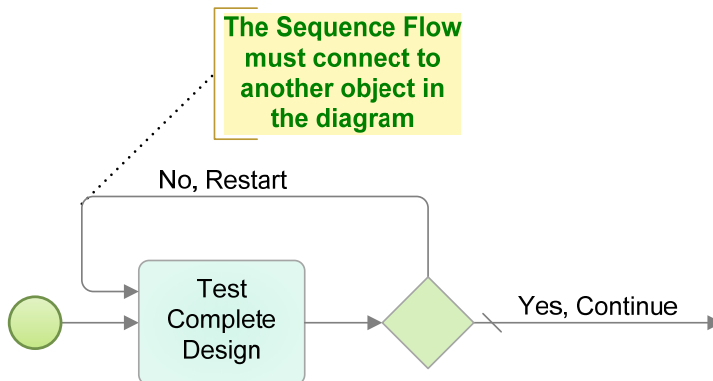 The Sequence Flow
must connect to
another object in
the diagram
No, Restart
Test
Complete
Design
Yes, Continue